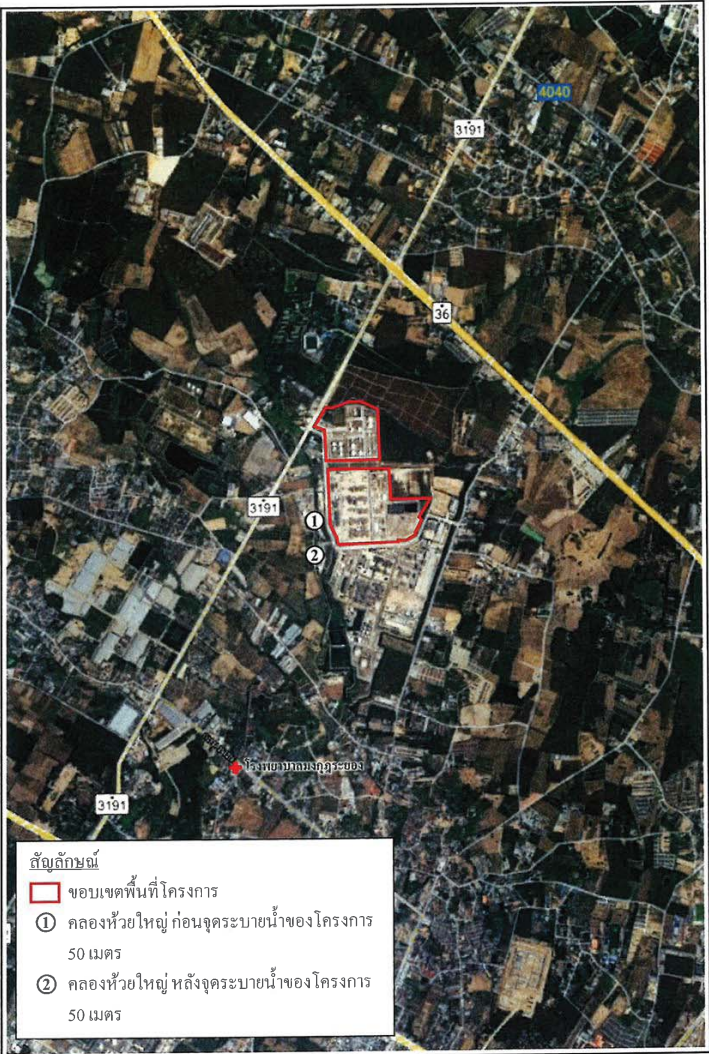 4040
3191
36
3191
①
②
โรงพยาบาลมงกุฎระยอง
3191
สัญลักษณ์
ขอบเขตพื้นที่โครงการ
① คลองห้วยใหญ่ ก่อนจุดระบายน้ำของโครงการ
50 เมตร
② คลองห้วยใหญ่ หลังจุดระบายน้ำของโครงการ
50 เมตร